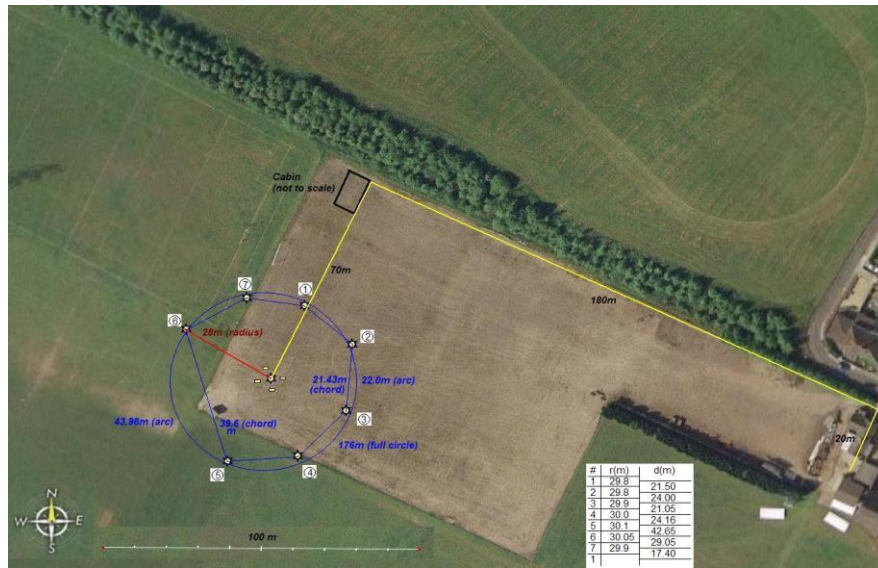 Cabin
(not to scale)
70m
180m
⑦
①
⑥
28m (radius)
②
21.43m
(chord)
22.0m (arc)
③
43.98m (arc)
39.6 (chord)
m
176m (full circle)
④
⑤
20m
N
W
E
S
100 m
# r(m) d(m)
1 29.8
21.50
2 29.8
24.00
3 29.9
21.05
4 30.0
24.16
5 30.1
42.65
6 30.05
29.05
7 29.9
17.40
1